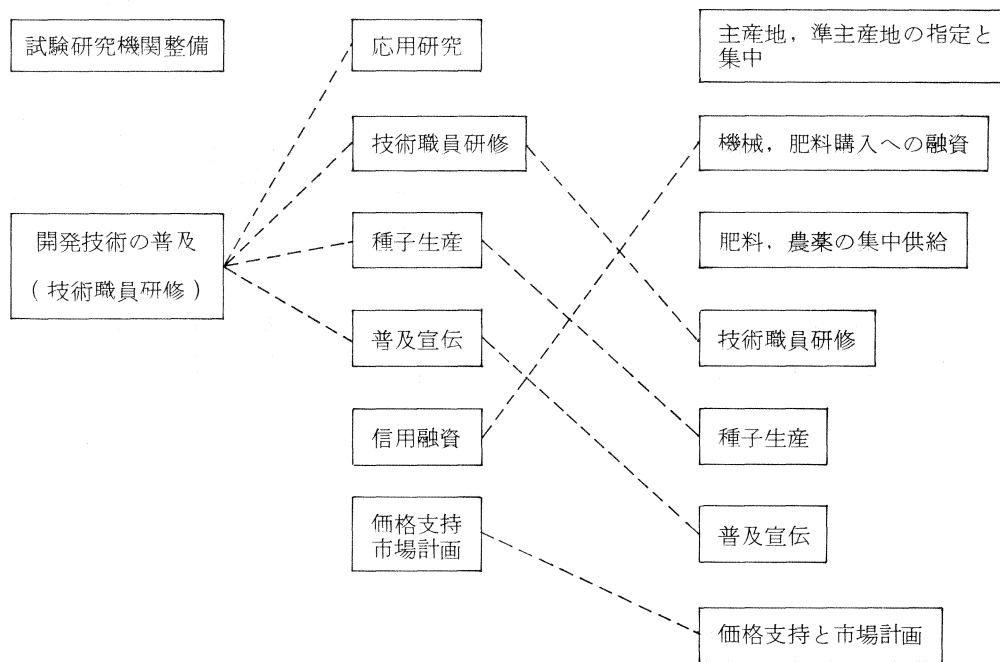 試験研究機関整備
開発技術の普及
(技術職員研修)
応用研究
技術職員研修
種子生産
普及宣伝
信用融資
価格支持
市場計画
主産地，準主産地の指定と
集中
機械，肥料購入への融資
肥料，農薬の集中供給
技術職員研修
種子生産
普及宣伝
価格支持と市場計画